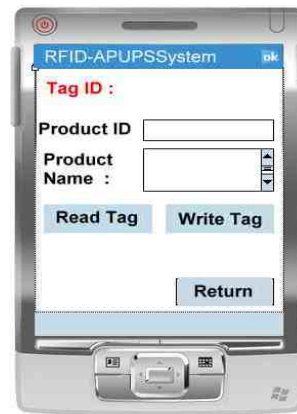 RFID-APUPSSystem ok
Tag ID :
Product ID
Product
Name :
Read Tag Write Tag
Return